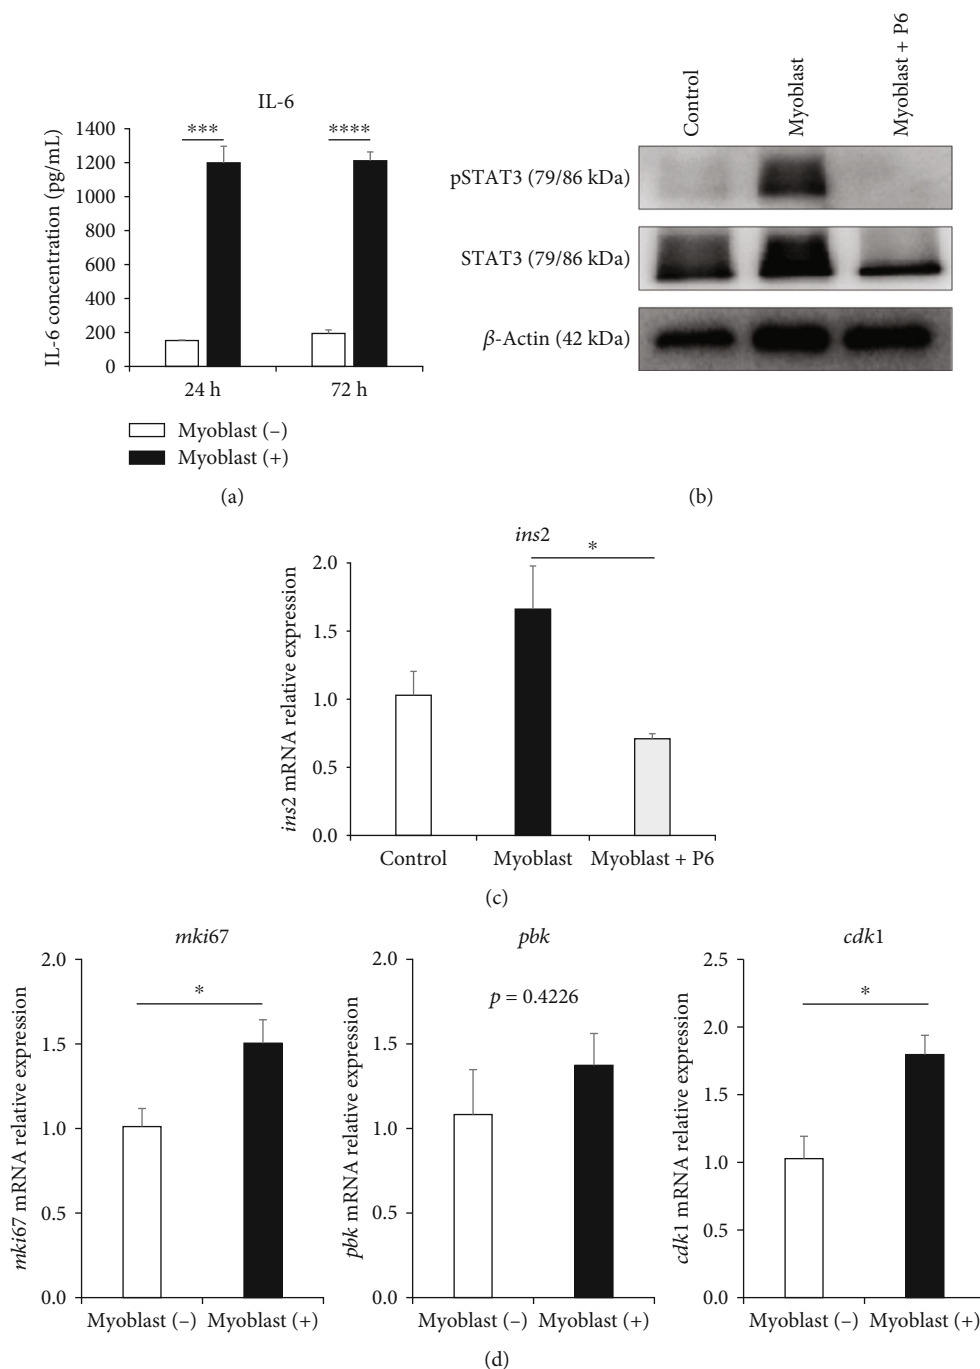 IL-6
IL-6 concentration (pg/mL)
1400
1200
1000
800
600
400
200
0
***
****
24 h
72 h
Myoblast (–)
Myoblast (+)
(a)
Control
Myoblast
Myoblast + P6
pSTAT3 (79/86 kDa)
STAT3 (79/86 kDa)
β-Actin (42 kDa)
(b)
ins2
ins2 mRNA relative expression
2.0
1.5
1.0
0.5
0.0
*
Control
Myoblast
Myoblast + P6
(c)
mki67
mki67 mRNA relative expression
2.0
1.5
1.0
0.5
0.0
*
Myoblast (–)
Myoblast (+)
pbk
pbk mRNA relative expression
2.0
1.5
1.0
0.5
0.0
p = 0.4226
Myoblast (–)
Myoblast (+)
cdk1
cdk1 mRNA relative expression
2.5
2.0
1.5
1.0
0.5
0.0
*
Myoblast (–)
Myoblast (+)
(d)